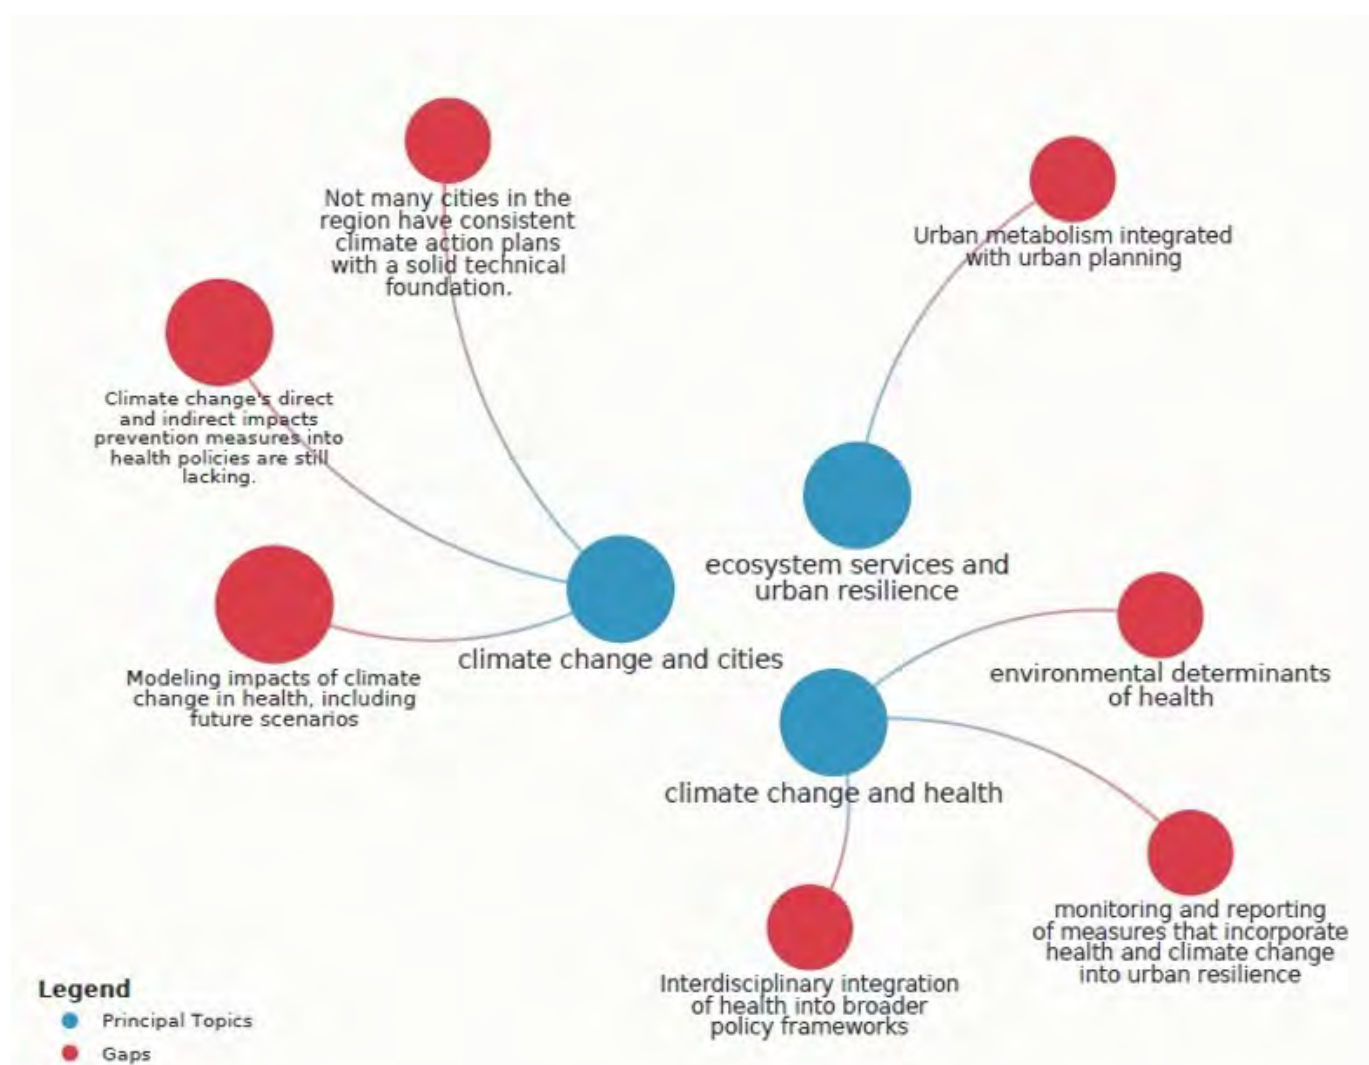 Not many cities in the
region have consistent
climate action plans
with a solid technical
foundation.
Urban metabolism integrated
with urban planning
Climate change's direct
and indirect impacts
prevention measures into
health policies are still
lacking.
ecosystem services and
urban resilience
climate change and cities
Modeling impacts of climate
change in health, including
future scenarios
environmental determinants
of health
climate change and health
monitoring and reporting
of measures that incorporate
health and climate change
into urban resilience
Interdisciplinary integration
of health into broader
policy frameworks
Legend
Principal Topics
Gaps